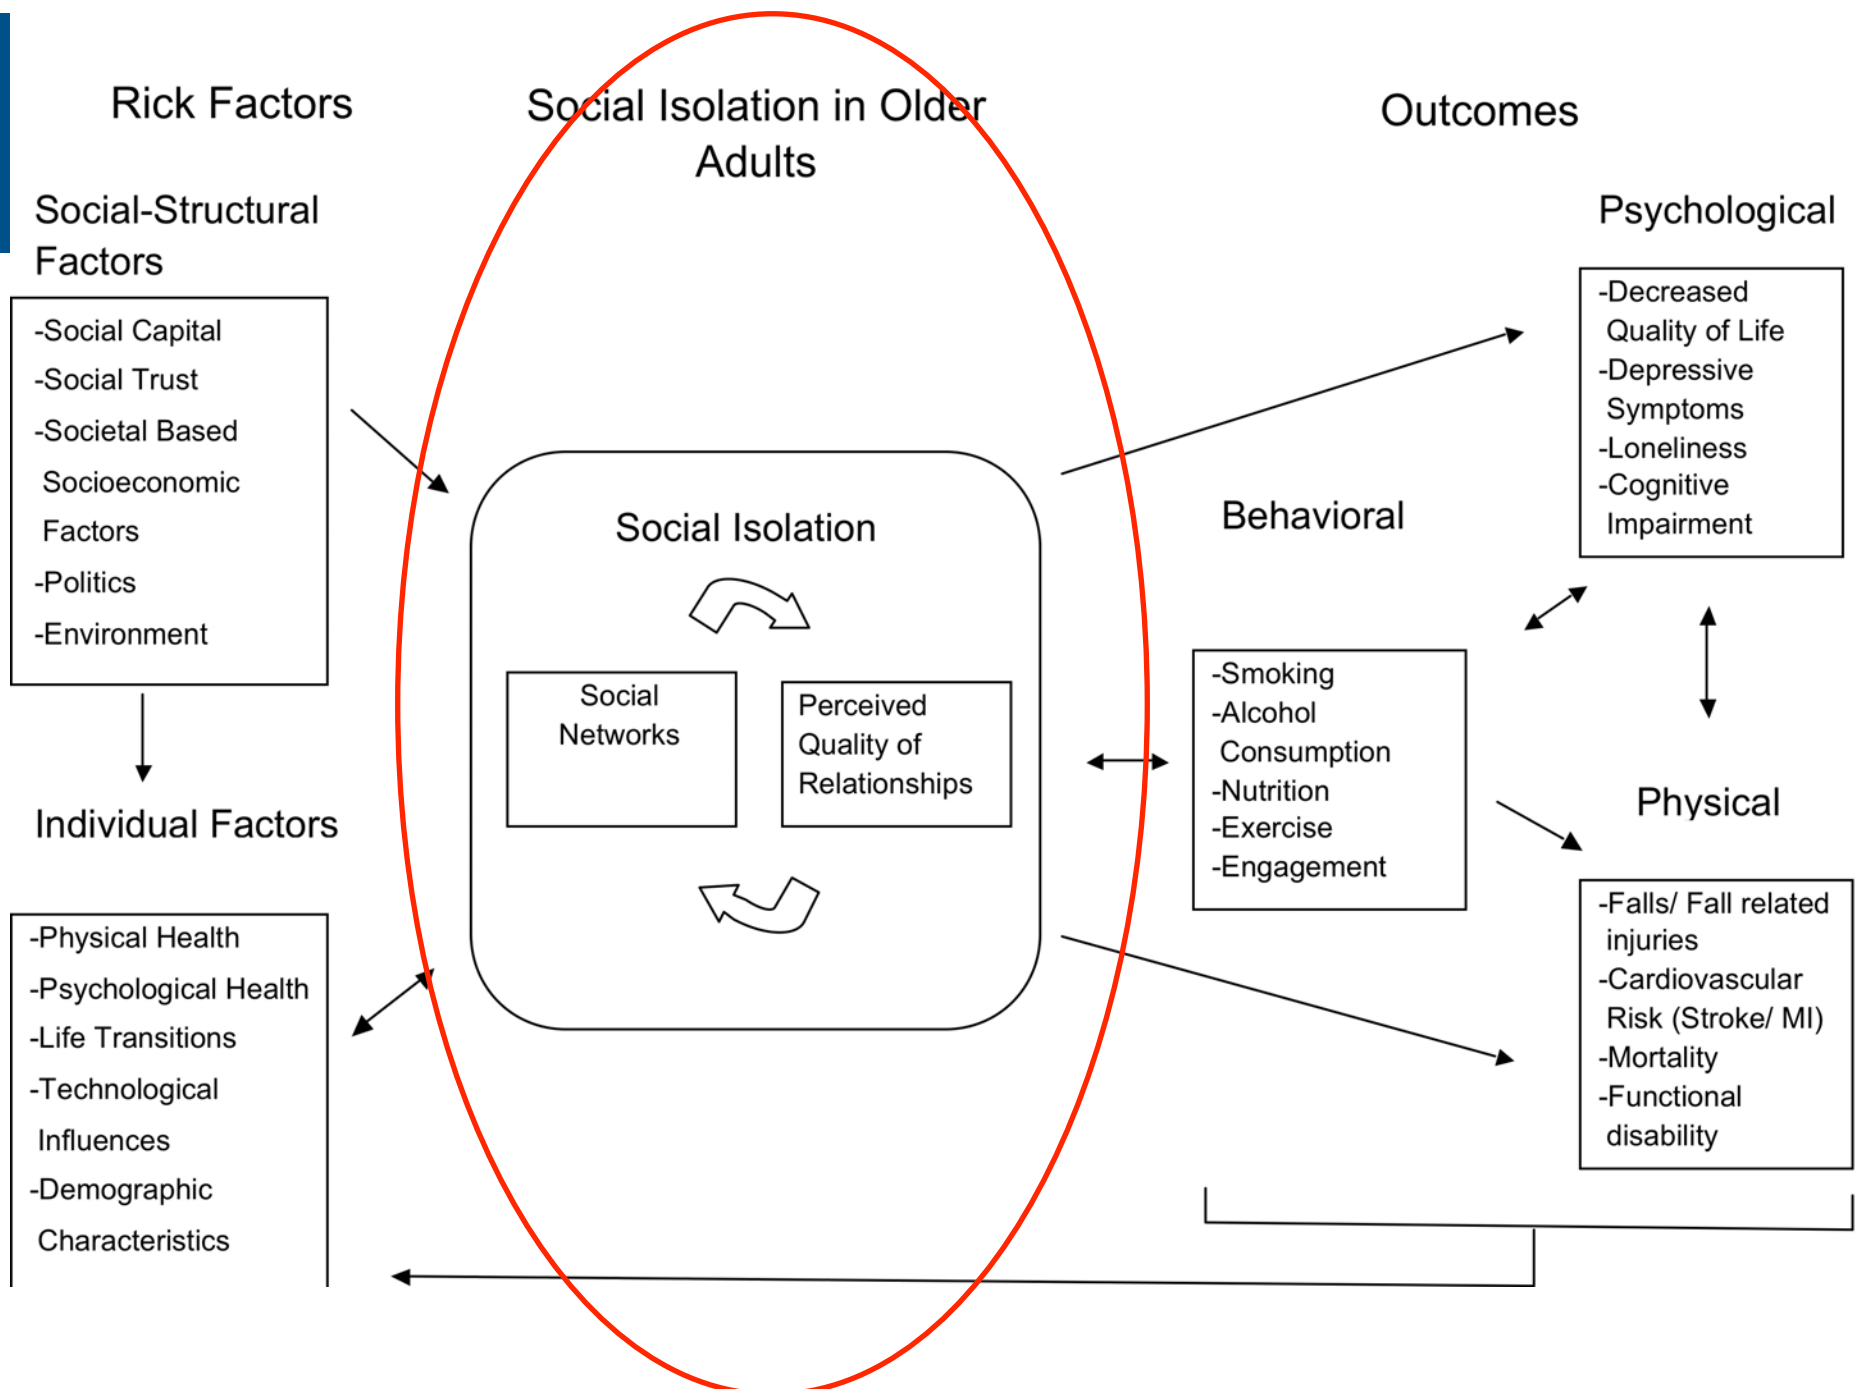 Rick Factors
Social-Structural
Factors
-Social Capital
-Social Trust
-Societal Based
Socioeconomic
Factors
-Politics
-Environment
Individual Factors
-Physical Health
-Psychological Health
-Life Transitions
-Technological
Influences
-Demographic
Characteristics
Social Isolation in Older
Adults
Social Isolation
Social
Networks
Perceived
Quality of
Relationships
Outcomes
Behavioral
-Smoking
-Alcohol
Consumption
-Nutrition
-Exercise
-Engagement
Psychological
-Decreased
Quality of Life
-Depressive
Symptoms
-Loneliness
-Cognitive
Impairment
Physical
-Falls/ Fall related
injuries
-Cardiovascular
Risk (Stroke/ MI)
-Mortality
-Functional
disability